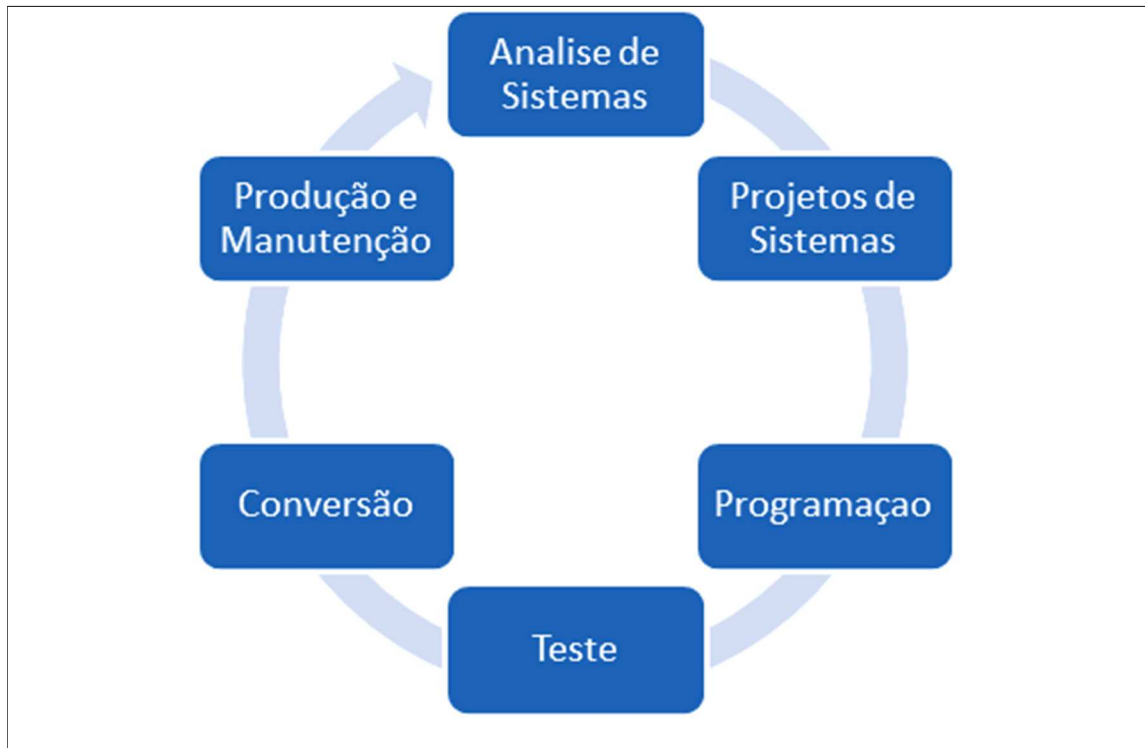 Analise de
Sistemas
Projetos de
Sistemas
Programaçao
Teste
Conversão
Produção e
Manutenção